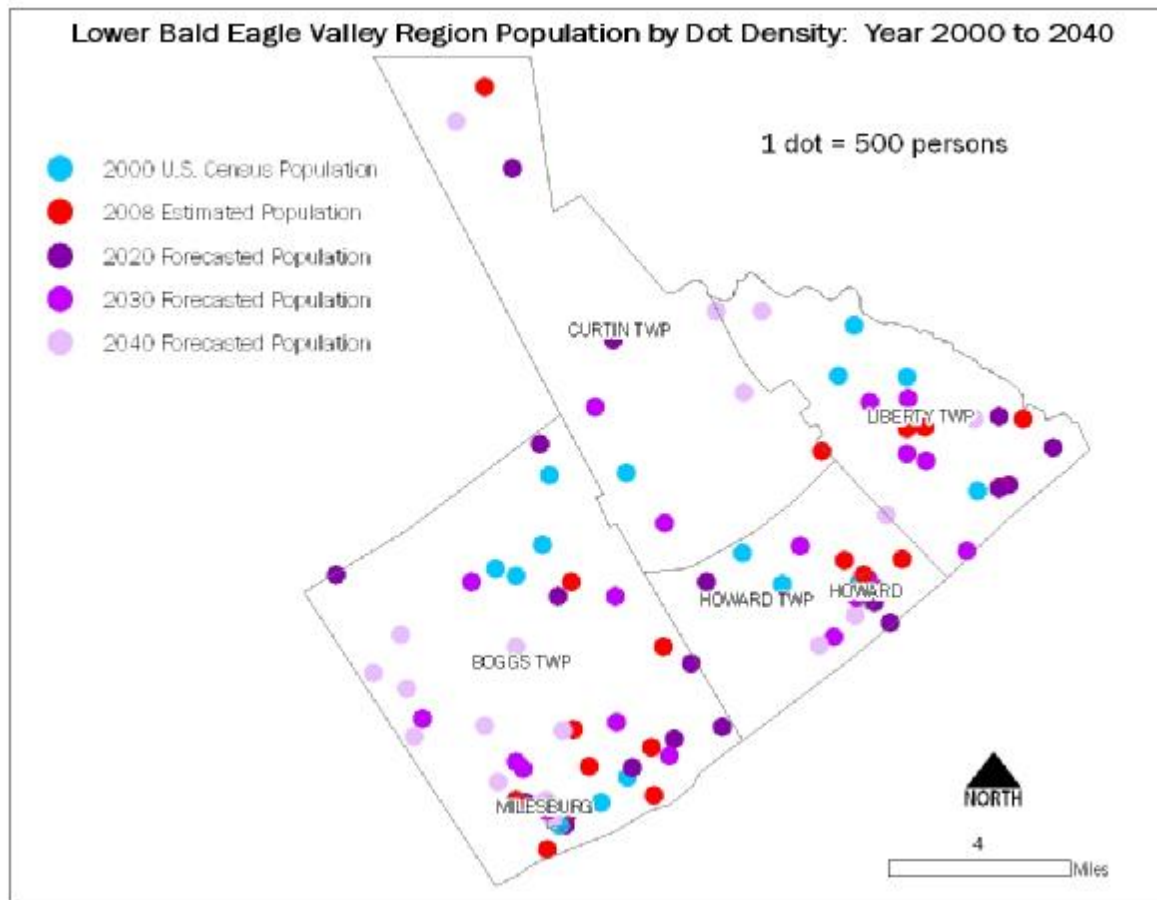 Lower Bald Eagle Valley Region Population by Dot Density: Year 2000 to 2040
1 dot = 500 persons
2000 U.S. Census Population
2008 Estimated Population
2020 Forecasted Population
2030 Forecasted Population
2040 Forecasted Population
CURTIN TWP
LIBERTY TWP
HOWARD TWP
HOWARD
BOGGS TWP
MILESBURG
NORTH
4
Miles